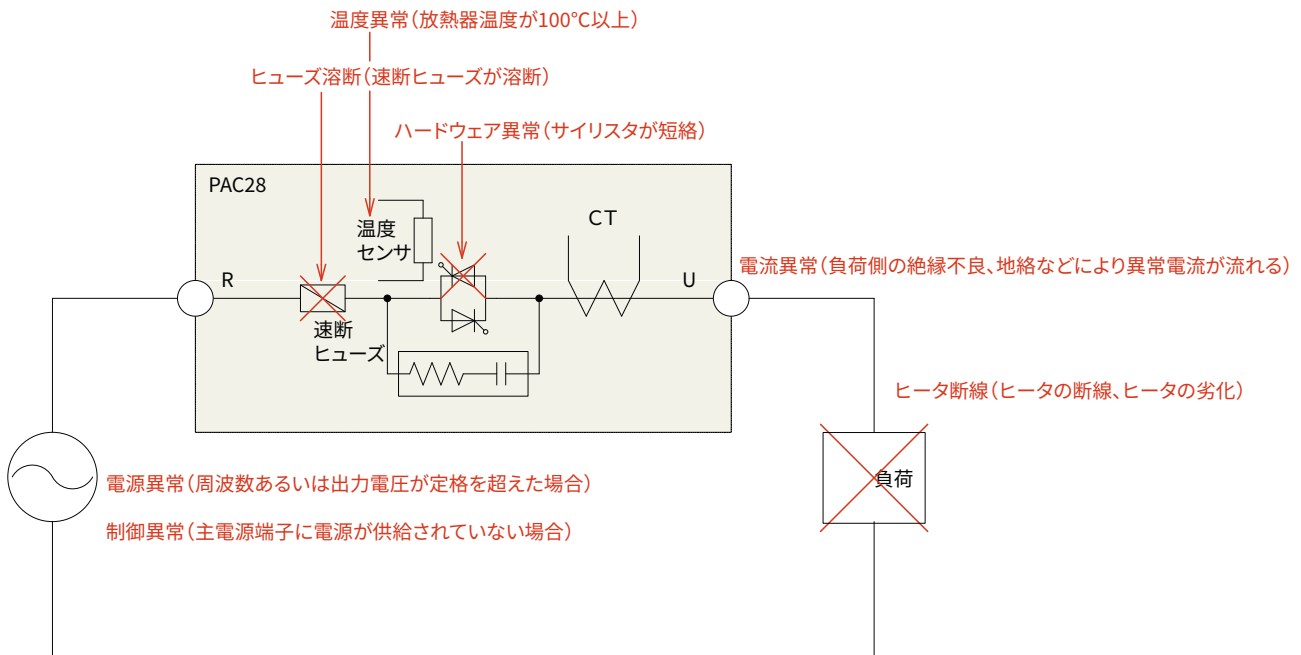 温度異常(放熱器温度が100℃以上)
ヒューズ溶断(速断ヒューズが溶断)
ハードウェア異常(サイリスタが短絡)
PAC28
温度
センサ
CT
R
U
電流異常(負荷側の絶縁不良、地絡などにより異常電流が流れる)
速断
ヒューズ
ヒータ断線(ヒータの断線、ヒータの劣化)
負荷
電源異常(周波数あるいは出力電圧が定格を超えた場合)
制御異常(主電源端子に電源が供給されていない場合)